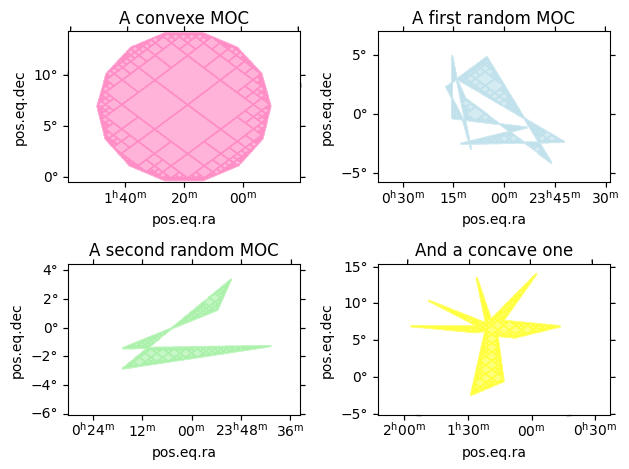 A convexe MOC
10°
5°
0°
pos.eq.dec
1ʰ40ᵐ 20ᵐ 00ᵐ
pos.eq.ra
A first random MOC
5°
0°
−5°
pos.eq.dec
0ʰ30ᵐ 15ᵐ 00ᵐ 23ʰ45ᵐ 30ᵐ
pos.eq.ra
A second random MOC
4°
2°
0°
−2°
−4°
−6°
pos.eq.dec
0ʰ24ᵐ 12ᵐ 00ᵐ 23ʰ48ᵐ 36ᵐ
pos.eq.ra
And a concave one
15°
10°
5°
0°
−5°
pos.eq.dec
2ʰ00ᵐ 1ʰ30ᵐ 00ᵐ 0ʰ30ᵐ
pos.eq.ra